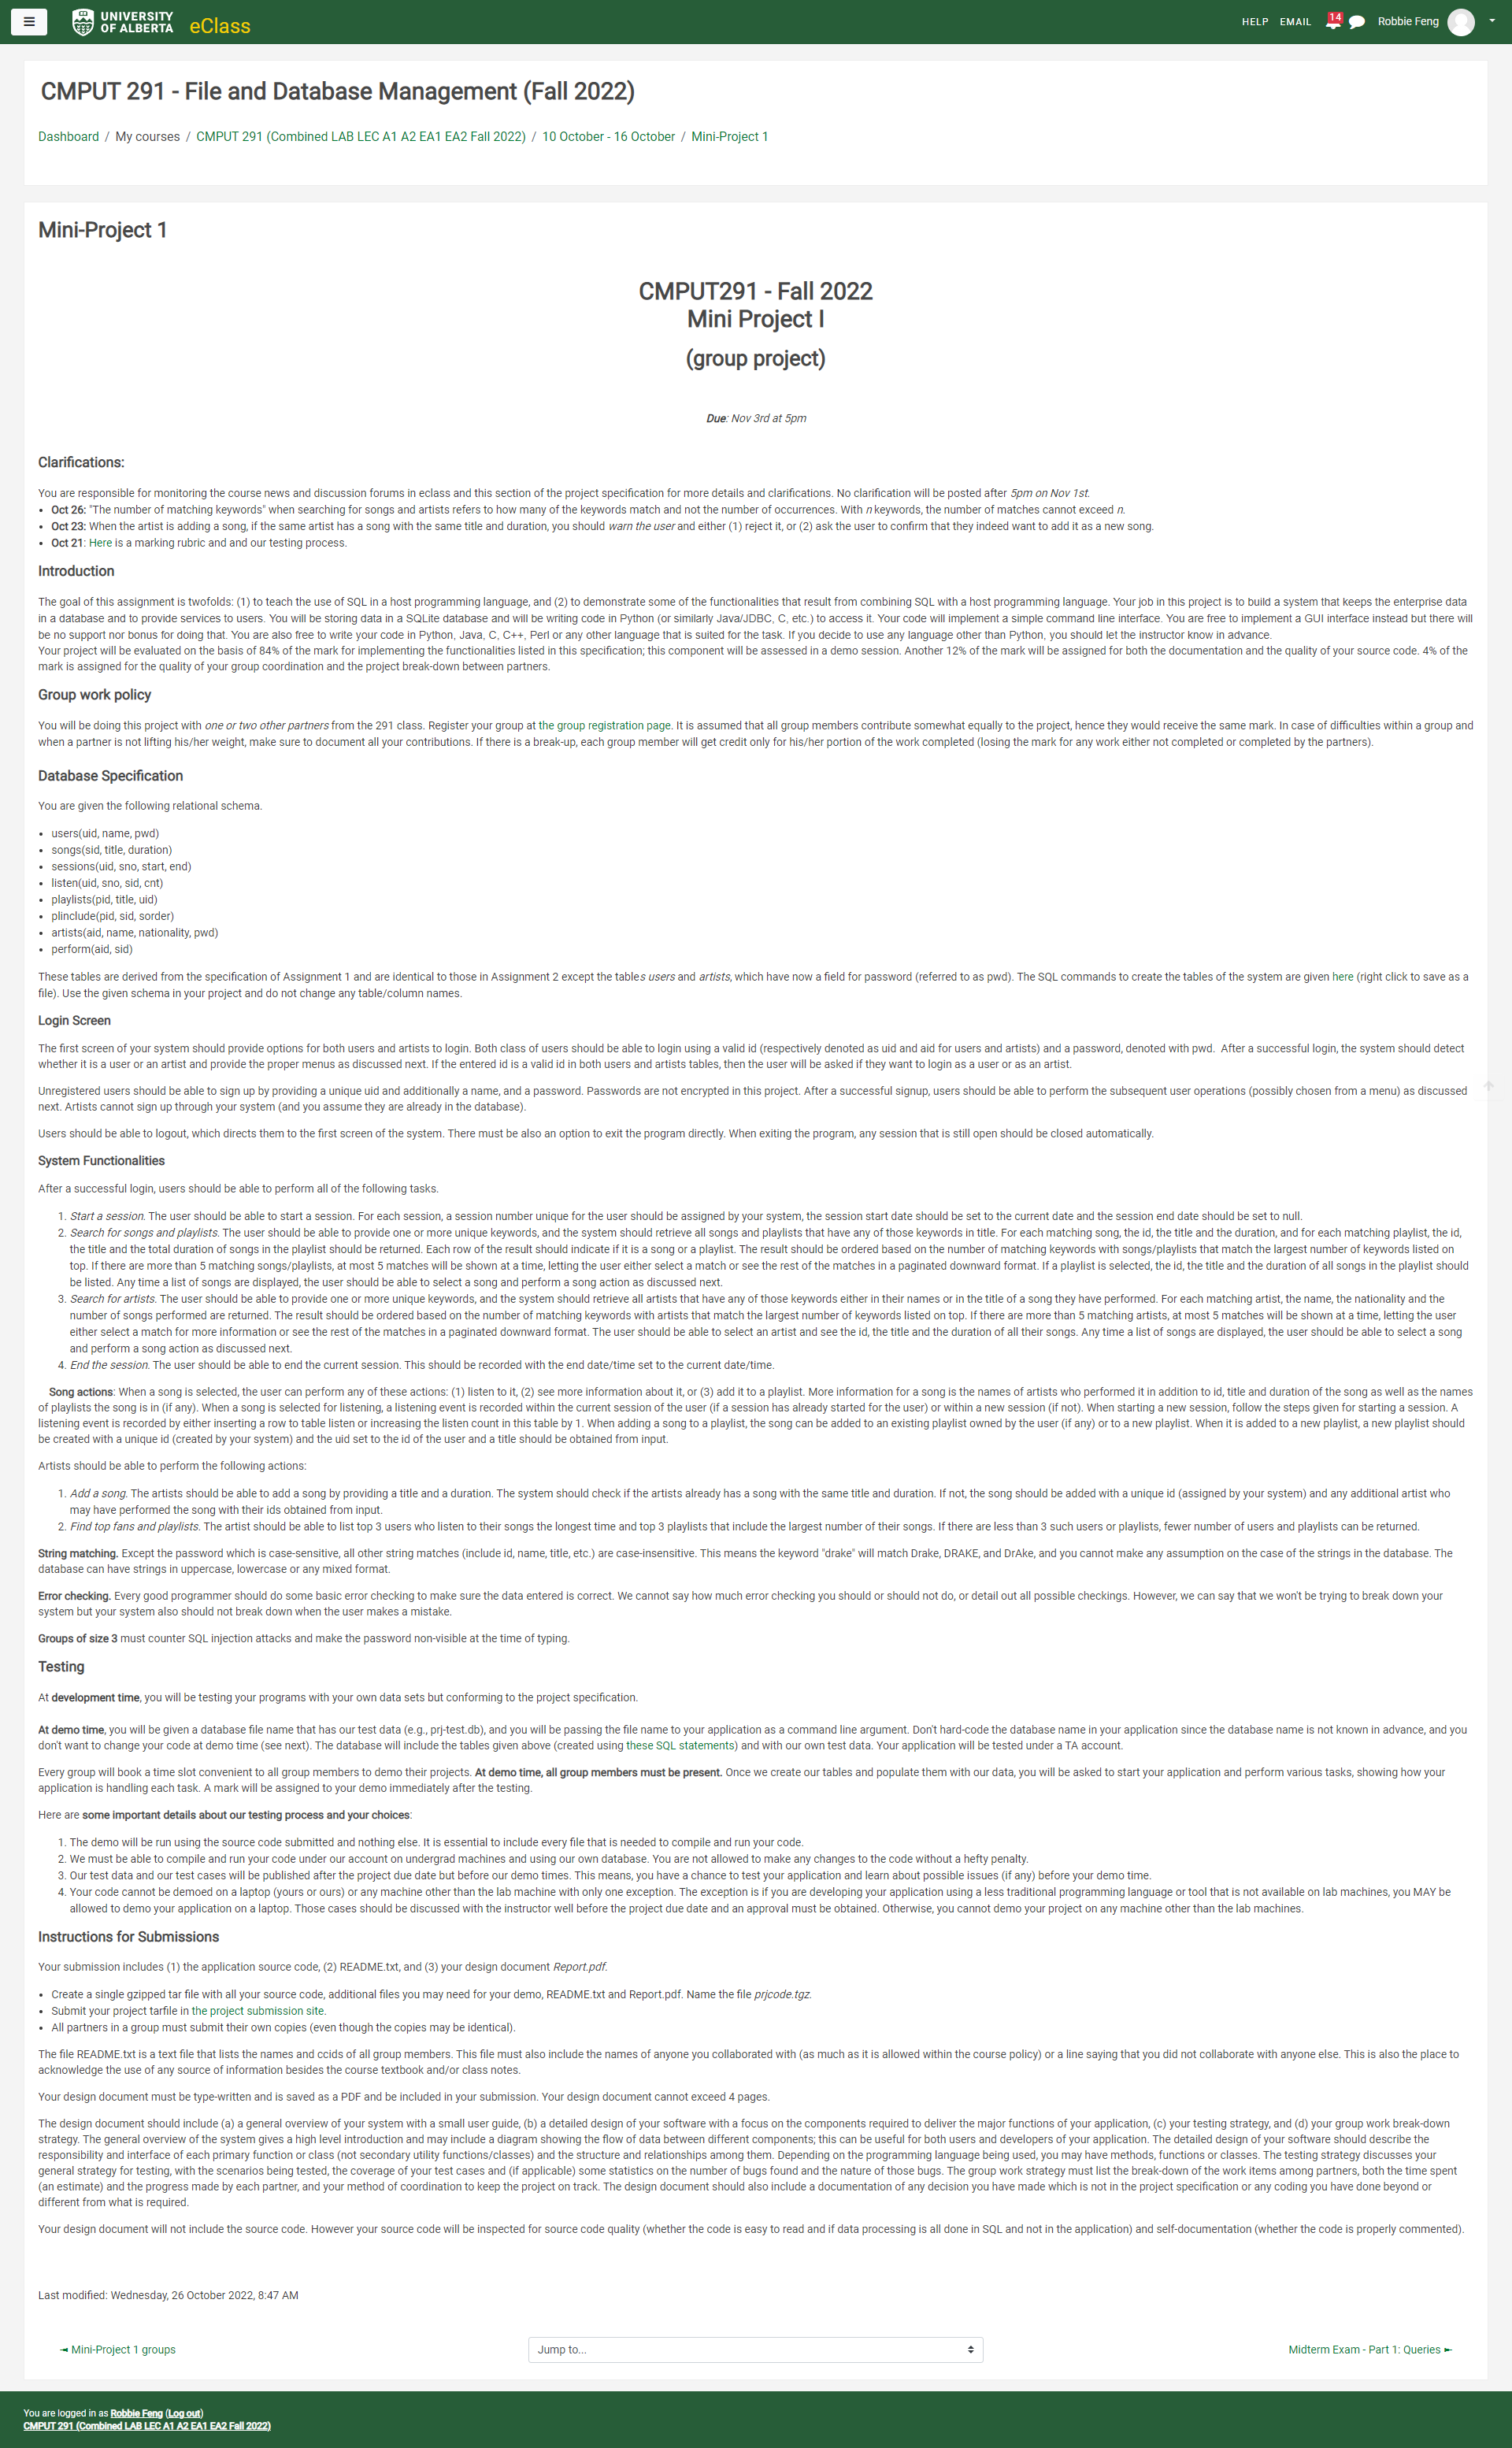 UNIVERSITY
OF ALBERTA
eClass
HELP EMAIL 14 Robbie Feng
CMPUT 291 - File and Database Management (Fall 2022)
Dashboard / My courses / CMPUT 291 (Combined LAB LEC A1 A2 EA1 EA2 Fall 2022) / 10 October - 16 October / Mini-Project 1
Mini-Project 1
CMPUT291 - Fall 2022
Mini Project I
(group project)
Due: Nov 3rd at 5pm
Clarifications:
You are responsible for monitoring the course news and discussion forums in eclass and this section of the project specification for more details and clarifications. No clarification will be posted after 5pm on Nov 1st.
• Oct 26: "The number of matching keywords" when searching for songs and artists refers to how many of the keywords match and not the number of occurrences. With n keywords, the number of matches cannot exceed n.
• Oct 23: When the artist is adding a song, if the same artist has a song with the same title and duration, you should warn the user and either (1) reject it, or (2) ask the user to confirm that they indeed want to add it as a new song.
• Oct 21: Here is a marking rubric and and our testing process.
Introduction
The goal of this assignment is twofolds: (1) to teach the use of SQL in a host programming language, and (2) to demonstrate some of the functionalities that result from combining SQL with a host programming language. Your job in this project is to build a system that keeps the enterprise data
in a database and to provide services to users. You will be storing data in a SQLite database and will be writing code in Python (or similarly Java/JDBC, C, etc.) to access it. Your code will implement a simple command line interface. You are free to implement a GUI interface instead but there will
be no support nor bonus for doing that. You are also free to write your code in Python, Java, C, C++, Perl or any other language that is suited for the task. If you decide to use any language other than Python, you should let the instructor know in advance.
Your project will be evaluated on the basis of 84% of the mark for implementing the functionalities listed in this specification; this component will be assessed in a demo session. Another 12% of the mark will be assigned for both the documentation and the quality of your source code. 4% of the
mark is assigned for the quality of your group coordination and the project break-down between partners.
Group work policy
You will be doing this project with one or two other partners from the 291 class. Register your group at the group registration page. It is assumed that all group members contribute somewhat equally to the project, hence they would receive the same mark. In case of difficulties within a group and
when a partner is not lifting his/her weight, make sure to document all your contributions. If there is a break-up, each group member will get credit only for his/her portion of the work completed (losing the mark for any work either not completed or completed by the partners).
Database Specification
You are given the following relational schema.
• users(uid, name, pwd)
• songs(sid, title, duration)
• sessions(uid, sno, start, end)
• listen(uid, sno, sid, cnt)
• playlists(pid, title, uid)
• plinclude(pid, sid, sorder)
• artists(aid, name, nationality, pwd)
• perform(aid, sid)
These tables are derived from the specification of Assignment 1 and are identical to those in Assignment 2 except the tables users and artists, which have now a field for password (referred to as pwd). The SQL commands to create the tables of the system are given here (right click to save as a
file). Use the given schema in your project and do not change any table/column names.
Login Screen
The first screen of your system should provide options for both users and artists to login. Both class of users should be able to login using a valid id (respectively denoted as uid and aid for users and artists) and a password, denoted with pwd. After a successful login, the system should detect
whether it is a user or an artist and provide the proper menus as discussed next. If the entered id is a valid id in both users and artists tables, then the user will be asked if they want to login as a user or as an artist.
Unregistered users should be able to sign up by providing a unique uid and additionally a name, and a password. Passwords are not encrypted in this project. After a successful signup, users should be able to perform the subsequent user operations (possibly chosen from a menu) as discussed
next. Artists cannot sign up through your system (and you assume they are already in the database).
Users should be able to logout, which directs them to the first screen of the system. There must be also an option to exit the program directly. When exiting the program, any session that is still open should be closed automatically.
System Functionalities
After a successful login, users should be able to perform all of the following tasks.
1. Start a session. The user should be able to start a session. For each session, a session number unique for the user should be assigned by your system, the session start date should be set to the current date and the session end date should be set to null.
2. Search for songs and playlists. The user should be able to provide one or more unique keywords, and the system should retrieve all songs and playlists that have any of those keywords in title. For each matching song, the id, the title and the duration, and for each matching playlist, the id,
the title and the total duration of songs in the playlist should be returned. Each row of the result should indicate if it is a song or a playlist. The result should be ordered based on the number of matching keywords with songs/playlists that match the largest number of keywords listed on
top. If there are more than 5 matching songs/playlists, at most 5 matches will be shown at a time, letting the user either select a match or see the rest of the matches in a paginated downward format. If a playlist is selected, the id, the title and the duration of all songs in the playlist should
be listed. Any time a list of songs are displayed, the user should be able to select a song and perform a song action as discussed next.
3. Search for artists. The user should be able to provide one or more unique keywords, and the system should retrieve all artists that have any of those keywords either in their names or in the title of a song they have performed. For each matching artist, the name, the nationality and the
number of songs performed are returned. The result should be ordered based on the number of matching keywords with artists that match the largest number of keywords listed on top. If there are more than 5 matching artists, at most 5 matches will be shown at a time, letting the user
either select a match for more information or see the rest of the matches in a paginated downward format. The user should be able to select an artist and see the id, the title and the duration of all their songs. Any time a list of songs are displayed, the user should be able to select a song
and perform a song action as discussed next.
4. End the session. The user should be able to end the current session. This should be recorded with the end date/time set to the current date/time.
Song actions: When a song is selected, the user can perform any of these actions: (1) listen to it, (2) see more information about it, or (3) add it to a playlist. More information for a song is the names of artists who performed it in addition to id, title and duration of the song as well as the names
of playlists the song is in (if any). When a song is selected for listening, a listening event is recorded within the current session of the user (if a session has already started for the user) or within a new session (if not). When starting a new session, follow the steps given for starting a session. A
listening event is recorded by either inserting a row to table listen or increasing the listen count in this table by 1. When adding a song to a playlist, the song can be added to an existing playlist owned by the user (if any) or to a new playlist. When it is added to a new playlist, a new playlist should
be created with a unique id (created by your system) and the uid set to the id of the user and a title should be obtained from input.
Artists should be able to perform the following actions:
1. Add a song. The artists should be able to add a song by providing a title and a duration. The system should check if the artists already has a song with the same title and duration. If not, the song should be added with a unique id (assigned by your system) and any additional artist who
may have performed the song with their ids obtained from input.
2. Find top fans and playlists. The artist should be able to list top 3 users who listen to their songs the longest time and top 3 playlists that include the largest number of their songs. If there are less than 3 such users or playlists, fewer number of users and playlists can be returned.
String matching. Except the password which is case-sensitive, all other string matches (include id, name, title, etc.) are case-insensitive. This means the keyword "drake" will match Drake, DRAKE, and DrAke, and you cannot make any assumption on the case of the strings in the database. The
database can have strings in uppercase, lowercase or any mixed format.
Error checking. Every good programmer should do some basic error checking to make sure the data entered is correct. We cannot say how much error checking you should or should not do, or detail out all possible checkings. However, we can say that we won't be trying to break down your
system but your system also should not break down when the user makes a mistake.
Groups of size 3 must counter SQL injection attacks and make the password non-visible at the time of typing.
Testing
At development time, you will be testing your programs with your own data sets but conforming to the project specification.
At demo time, you will be given a database file name that has our test data (e.g., prj-test.db), and you will be passing the file name to your application as a command line argument. Don't hard-code the database name in your application since the database name is not known in advance, and you
don't want to change your code at demo time (see next). The database will include the tables given above (created using these SQL statements) and with our own test data. Your application will be tested under a TA account.
Every group will book a time slot convenient to all group members to demo their projects. At demo time, all group members must be present. Once we create our tables and populate them with our data, you will be asked to start your application and perform various tasks, showing how your
application is handling each task. A mark will be assigned to your demo immediately after the testing.
Here are some important details about our testing process and your choices:
1. The demo will be run using the source code submitted and nothing else. It is essential to include every file that is needed to compile and run your code.
2. We must be able to compile and run your code under our account on undergrad machines and using our own database. You are not allowed to make any changes to the code without a hefty penalty.
3. Our test data and our test cases will be published after the project due date but before our demo times. This means, you have a chance to test your application and learn about possible issues (if any) before your demo time.
4. Your code cannot be demoed on a laptop (yours or ours) or any machine other than the lab machine with only one exception. The exception is if you are developing your application using a less traditional programming language or tool that is not available on lab machines, you MAY be
allowed to demo your application on a laptop. Those cases should be discussed with the instructor well before the project due date and an approval must be obtained. Otherwise, you cannot demo your project on any machine other than the lab machines.
Instructions for Submissions
Your submission includes (1) the application source code, (2) README.txt, and (3) your design document Report.pdf.
• Create a single gzipped tar file with all your source code, additional files you may need for your demo, README.txt and Report.pdf. Name the file prjcode.tgz.
• Submit your project tarfile in the project submission site.
• All partners in a group must submit their own copies (even though the copies may be identical).
The file README.txt is a text file that lists the names and ccids of all group members. This file must also include the names of anyone you collaborated with (as much as it is allowed within the course policy) or a line saying that you did not collaborate with anyone else. This is also the place to
acknowledge the use of any source of information besides the course textbook and/or class notes.
Your design document must be type-written and is saved as a PDF and be included in your submission. Your design document cannot exceed 4 pages.
The design document should include (a) a general overview of your system with a small user guide, (b) a detailed design of your software with a focus on the components required to deliver the major functions of your application, (c) your testing strategy, and (d) your group work break-down
strategy. The general overview of the system gives a high level introduction and may include a diagram showing the flow of data between different components; this can be useful for both users and developers of your application. The detailed design of your software should describe the
responsibility and interface of each primary function or class (not secondary utility functions/classes) and the structure and relationships among them. Depending on the programming language being used, you may have methods, functions or classes. The testing strategy discusses your
general strategy for testing, with the scenarios being tested, the coverage of your test cases and (if applicable) some statistics on the number of bugs found and the nature of those bugs. The group work strategy must list the break-down of the work items among partners, both the time spent
(an estimate) and the progress made by each partner, and your method of coordination to keep the project on track. The design document should also include a documentation of any decision you have made which is not in the project specification or any coding you have done beyond or
different from what is required.
Your design document will not include the source code. However your source code will be inspected for source code quality (whether the code is easy to read and if data processing is all done in SQL and not in the application) and self-documentation (whether the code is properly commented).
Last modified: Wednesday, 26 October 2022, 8:47 AM
◄ Mini-Project 1 groups
Jump to...
Midterm Exam - Part 1: Queries ►
You are logged in as Robbie Feng (Log out)
CMPUT 291 (Combined LAB LEC A1 A2 EA1 EA2 Fall 2022)